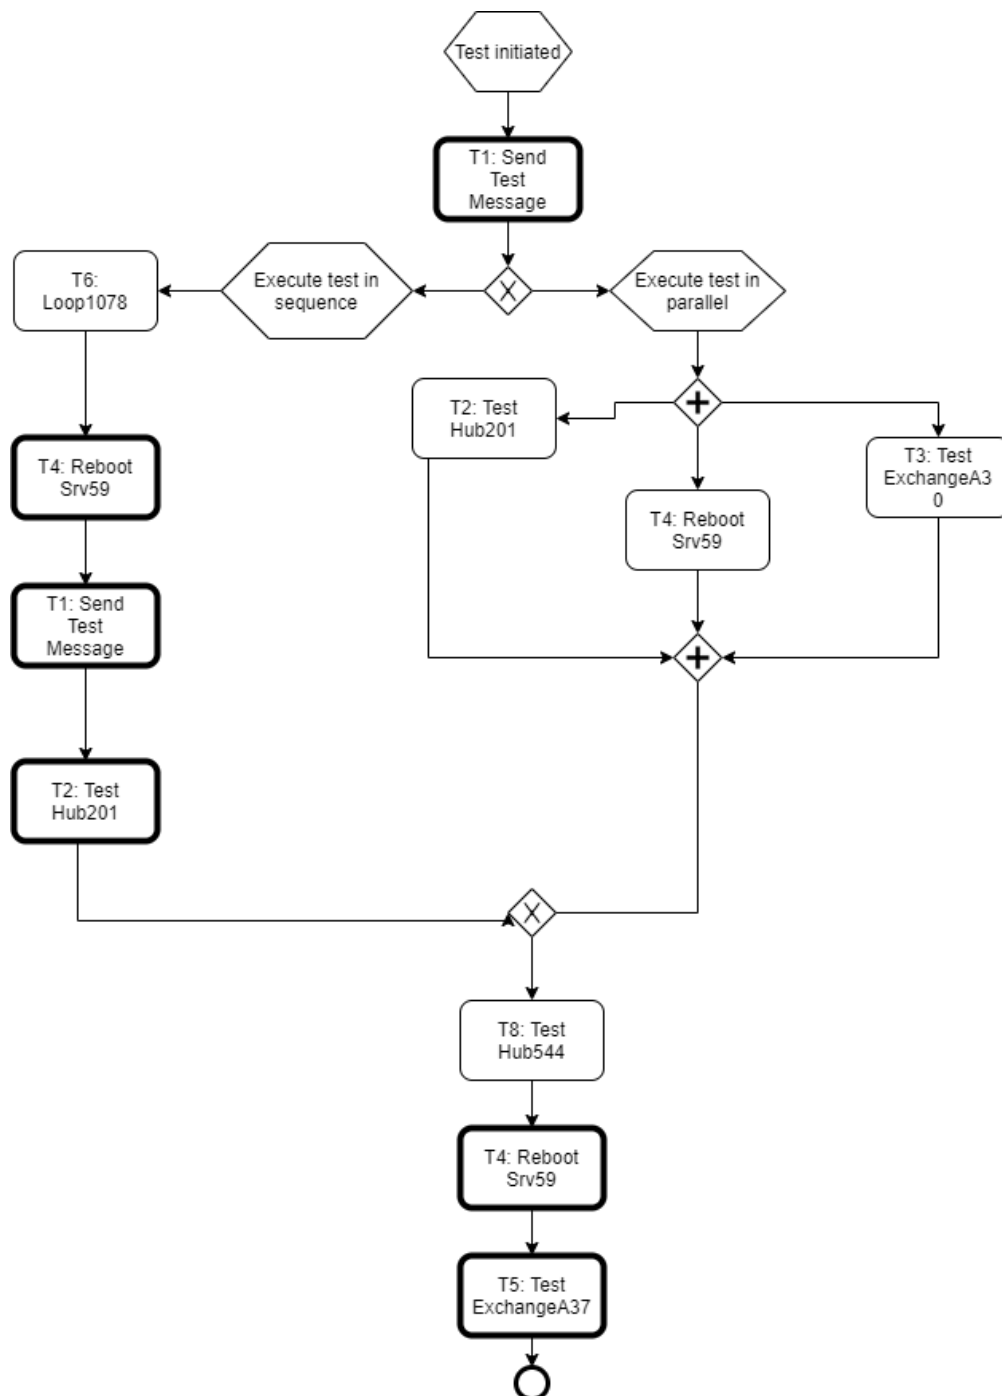 Test initiated
T1: Send
Test
Message
T6:
Loop1078
Execute test in
sequence
X
Execute test in
parallel
T2: Test
Hub201
T3: Test
ExchangeA3
0
T4: Reboot
Srv59
T4: Reboot
Srv59
T1: Send
Test
Message
T2: Test
Hub201
X
T8: Test
Hub544
T4: Reboot
Srv59
T5: Test
ExchangeA37